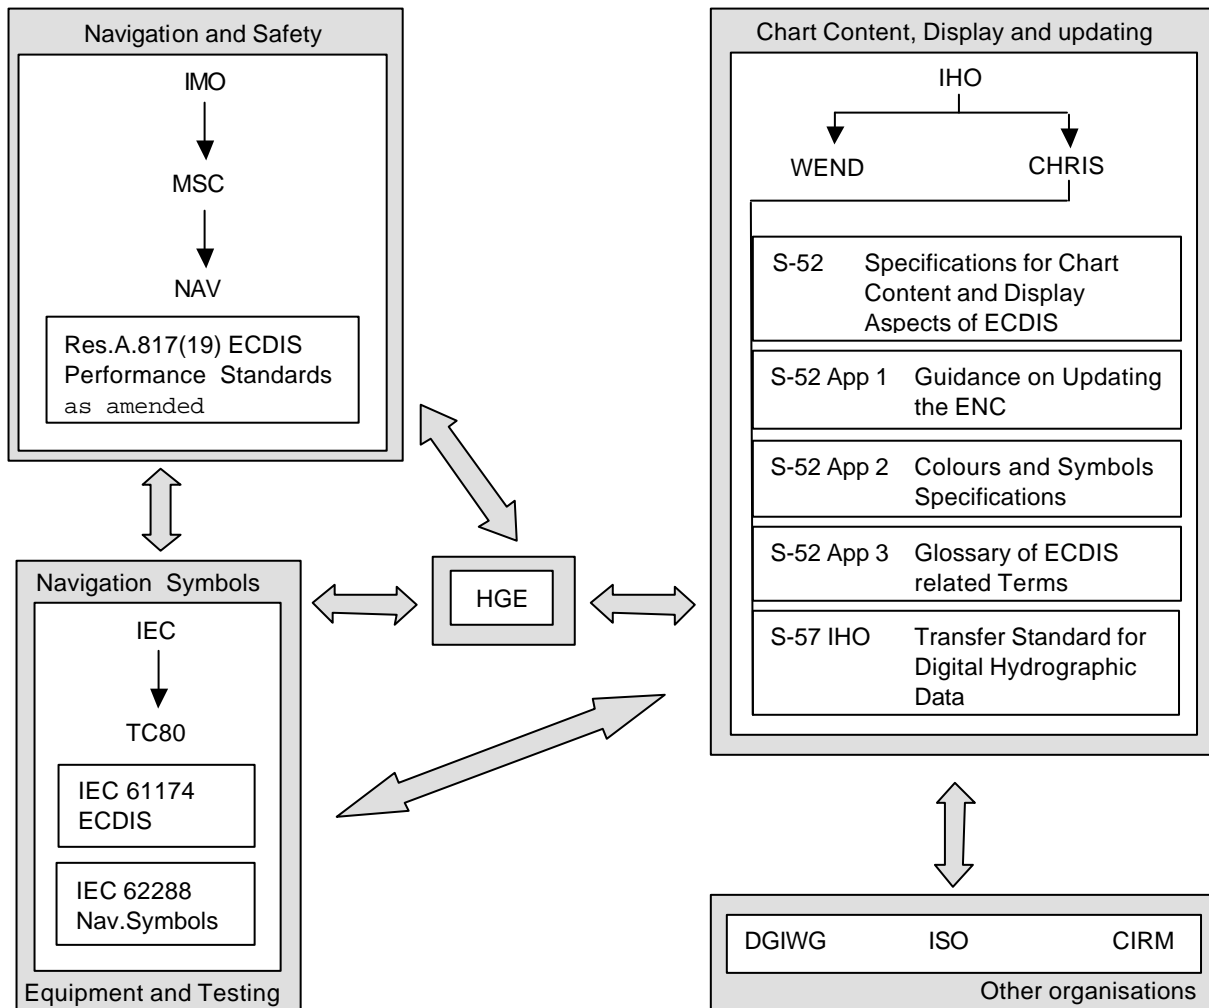 Navigation and Safety
IMO
MSC
NAV
Res.A.817(19) ECDIS
Performance Standards
as amended
Chart Content, Display and updating
IHO
WEND CHRIS
S-52 Specifications for Chart
Content and Display
Aspects of ECDIS
S-52 App 1 Guidance on Updating
the ENC
S-52 App 2 Colours and Symbols
Specifications
S-52 App 3 Glossary of ECDIS
related Terms
S-57 IHO Transfer Standard for
Digital Hydrographic
Data
HGE
Navigation Symbols
IEC
TC80
IEC 61174
ECDIS
IEC 62288
Nav.Symbols
Equipment and Testing
DGIWG ISO CIRM
Other organisations